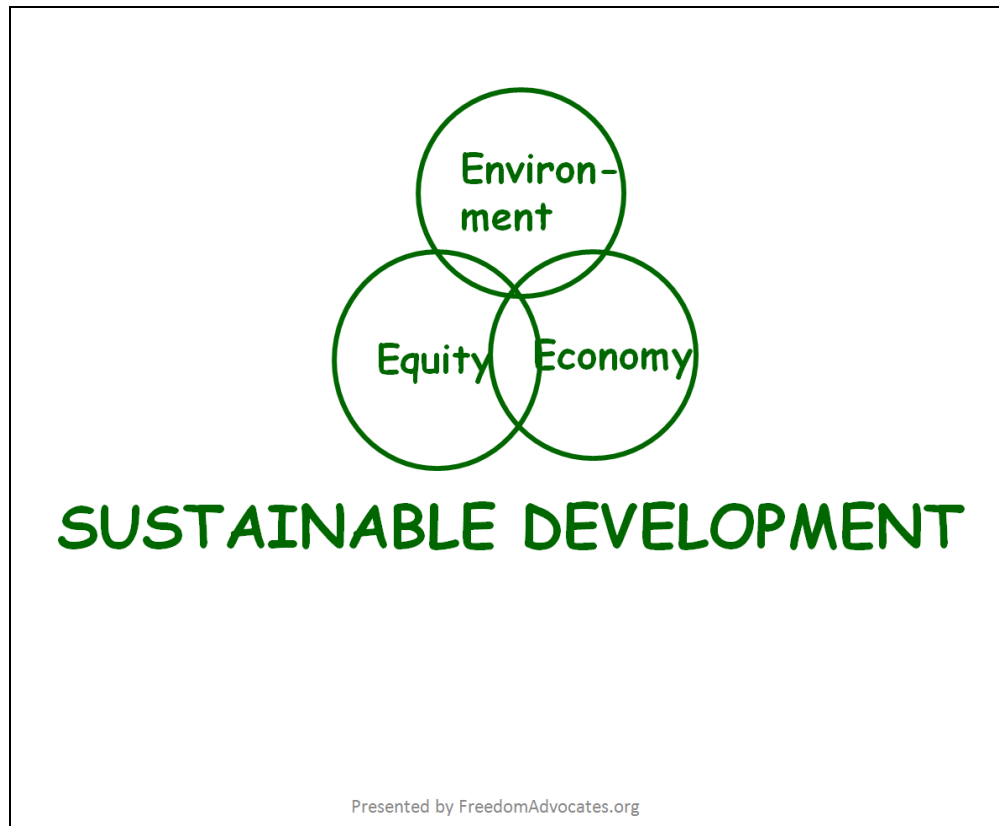 Environ-
ment
Equity
Economy
SUSTAINABLE DEVELOPMENT
Presented by FreedomAdvocates.org